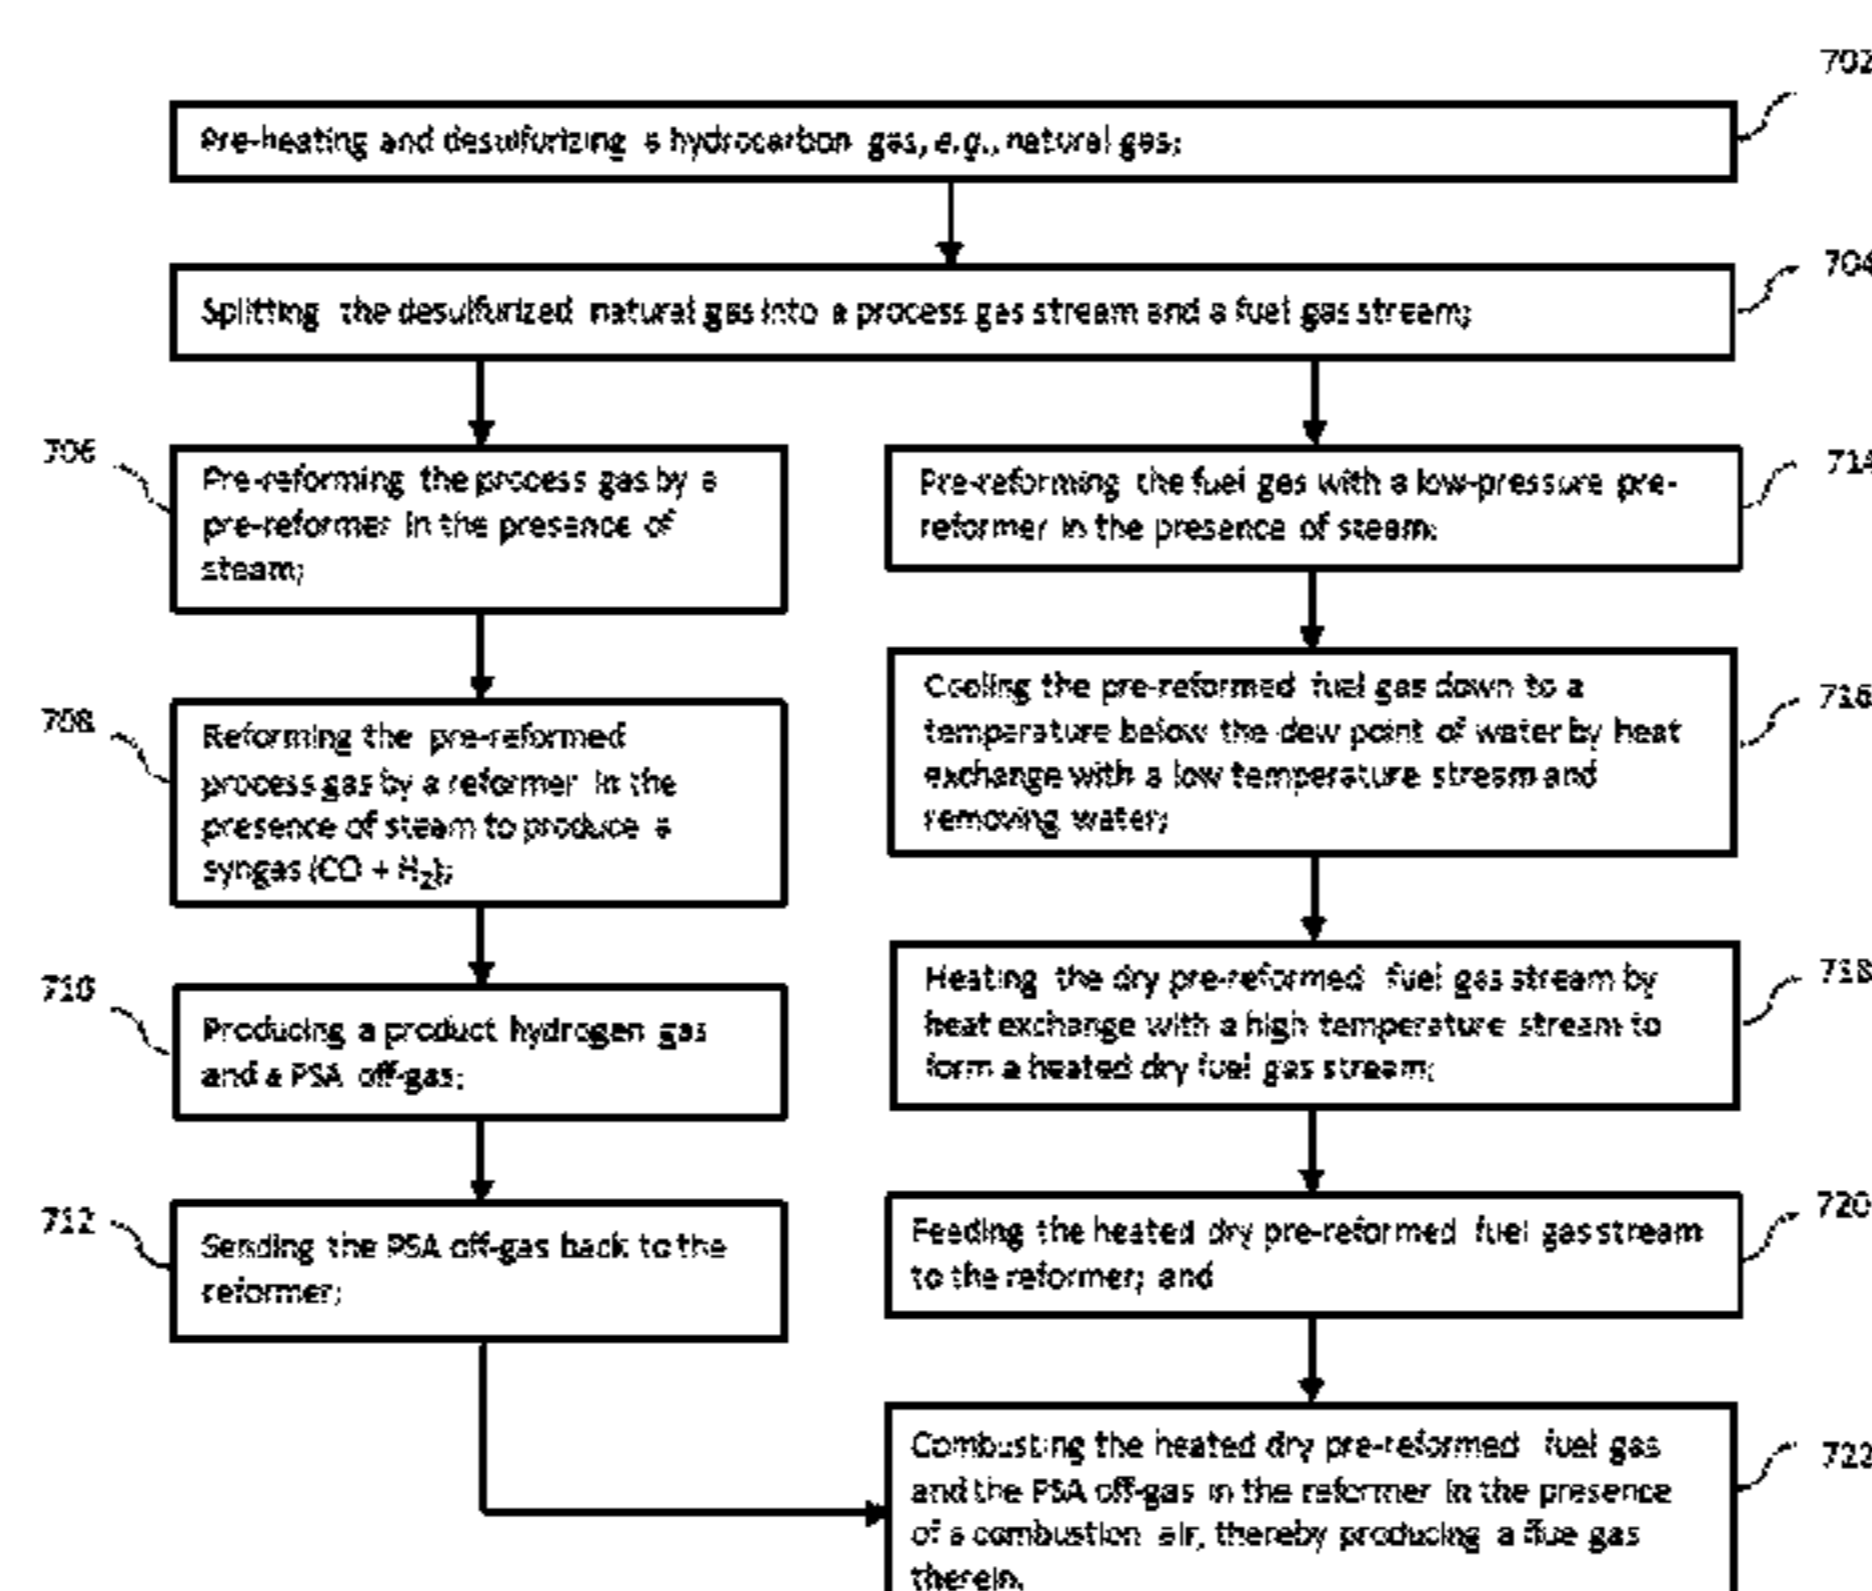 702
Pre-heating and desulfurizing a hydrocarbon gas, e.g., natural gas;
704
Splitting the desulfurized natural gas into a process gas stream and a fuel gas stream;
706
Pre-reforming the process gas by a
pre-reformer in the presence of
steam;
708
Reforming the pre-reformed
process gas by a reformer in the
presence of steam to produce a
syngas (CO + H₂);
710
Producing a product hydrogen gas
and a PSA off-gas;
712
Sending the PSA off-gas back to the
reformer;
714
Pre-reforming the fuel gas with a low-pressure pre-
reformer in the presence of steam;
716
Cooling the pre-reformed fuel gas down to a
temperature below the dew point of water by heat
exchange with a low temperature stream and
removing water;
718
Heating the dry pre-reformed fuel gas stream by
heat exchange with a high temperature stream to
form a heated dry fuel gas stream;
720
Feeding the heated dry pre-reformed fuel gas stream
to the reformer; and
722
Combusting the heated dry pre-reformed fuel gas
and the PSA off-gas in the reformer in the presence
of a combustion air, thereby producing a flue gas
therein.